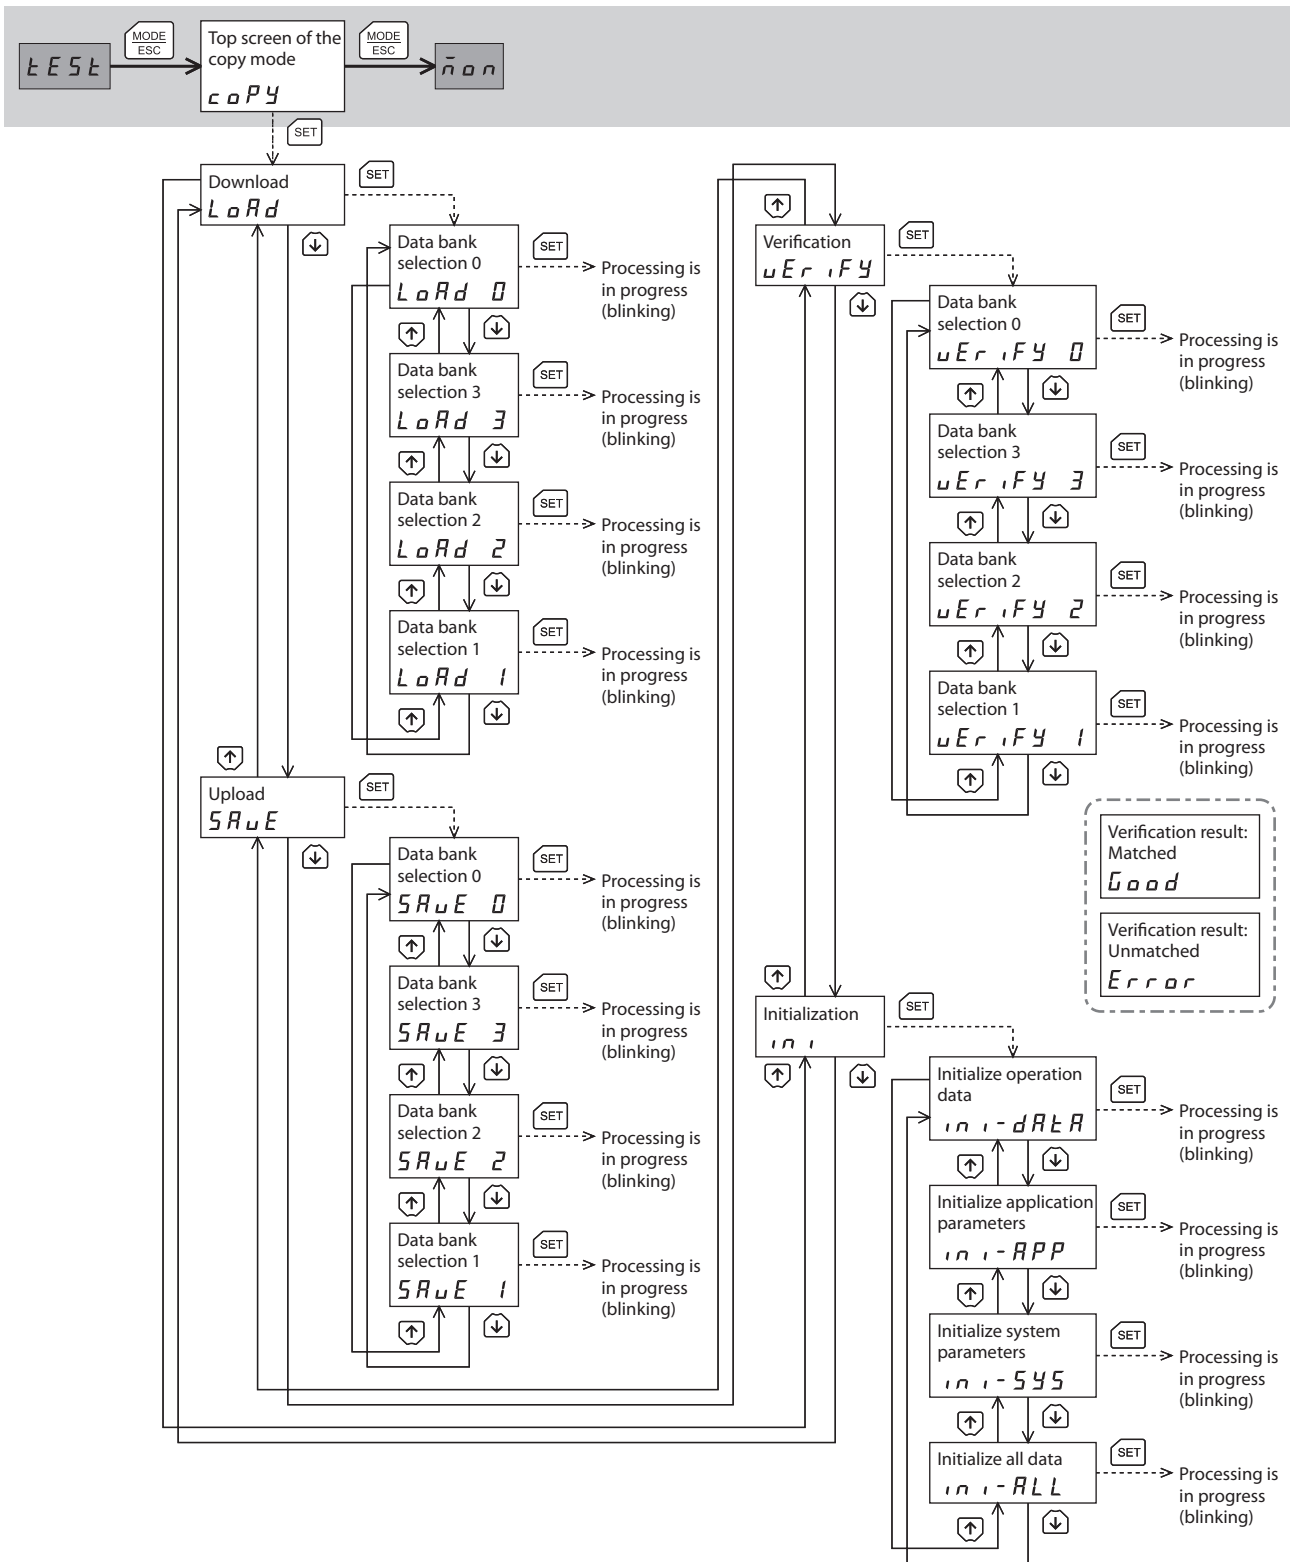 MODE
ESC
MODE
ESC
tESt
Top screen of the
copy mode
coPY
mon
SET
Download
LoAd
SET
Data bank
selection 0
LoAd 0
SET
Processing is
in progress
(blinking)
Data bank
selection 3
LoAd 3
SET
Processing is
in progress
(blinking)
Data bank
selection 2
LoAd 2
SET
Processing is
in progress
(blinking)
Data bank
selection 1
LoAd 1
SET
Processing is
in progress
(blinking)
Upload
SAvE
SET
Data bank
selection 0
SAvE 0
SET
Processing is
in progress
(blinking)
Data bank
selection 3
SAvE 3
SET
Processing is
in progress
(blinking)
Data bank
selection 2
SAvE 2
SET
Processing is
in progress
(blinking)
Data bank
selection 1
SAvE 1
SET
Processing is
in progress
(blinking)
Verification
vEriFY
SET
Data bank
selection 0
vEriFY 0
SET
Processing is
in progress
(blinking)
Data bank
selection 3
vEriFY 3
SET
Processing is
in progress
(blinking)
Data bank
selection 2
vEriFY 2
SET
Processing is
in progress
(blinking)
Data bank
selection 1
vEriFY 1
SET
Processing is
in progress
(blinking)
Verification result:
Matched
Good
Verification result:
Unmatched
Error
Initialization
ini
SET
Initialize operation
data
ini-dAtA
SET
Processing is
in progress
(blinking)
Initialize application
parameters
ini-APP
SET
Processing is
in progress
(blinking)
Initialize system
parameters
ini-SYS
SET
Processing is
in progress
(blinking)
Initialize all data
ini-ALL
SET
Processing is
in progress
(blinking)